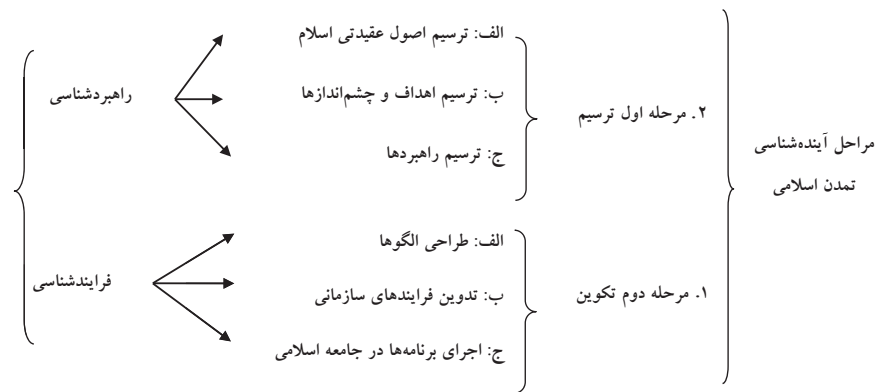 مراحل آینده‌شناسی
تمدن اسلامی
۲. مرحله اول ترسیم
الف: ترسیم اصول عقیدتی اسلام
ب: ترسیم اهداف و چشم‌اندازها
ج: ترسیم راهبردها
راهبردشناسی
۱. مرحله دوم تکوین
الف: طراحی الگوها
ب: تدوین فرایندهای سازمانی
ج: اجرای برنامه‌ها در جامعه اسلامی
فرایندشناسی